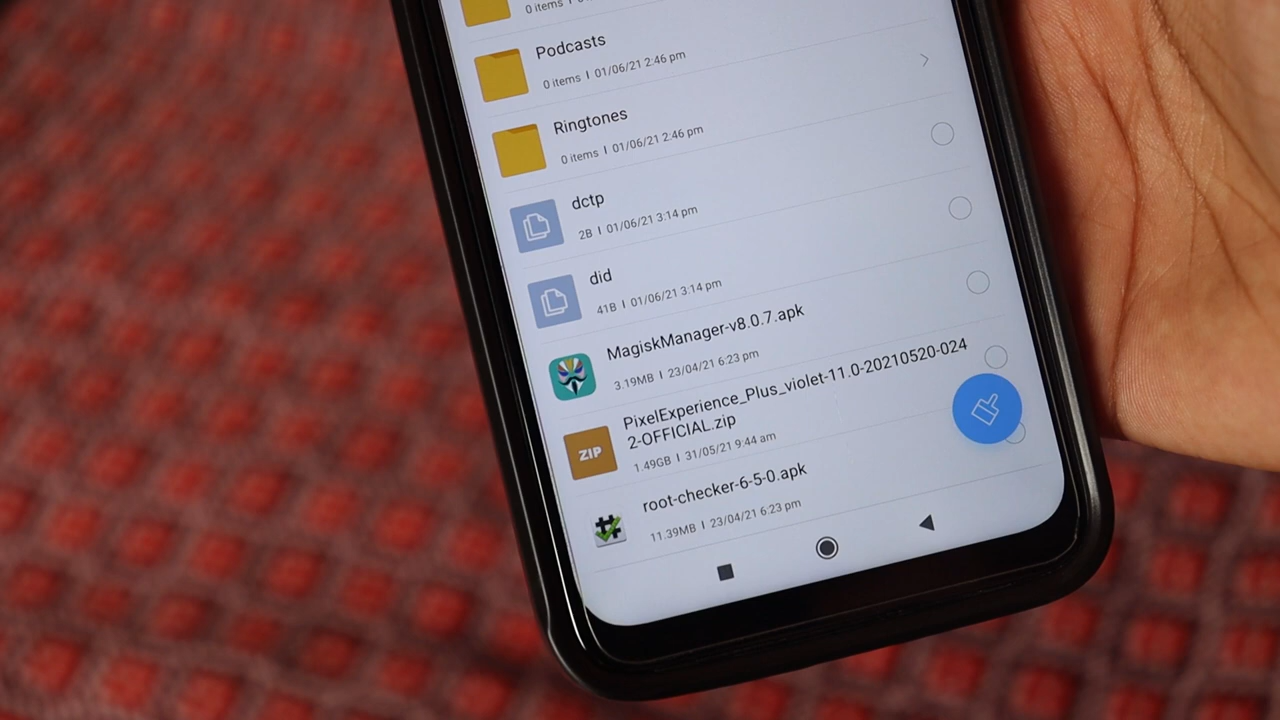 0 items
Podcasts
0 items | 01/06/21 2:46 pm
Ringtones
0 items | 01/06/21 2:46 pm
dctp
2B | 01/06/21 3:14 pm
did
41B | 01/06/21 3:14 pm
MagiskManager-v8.0.7.apk
3.19MB | 23/04/21 6:23 pm
PixelExperience_Plus_violet-11.0-20210520-024
2-OFFICIAL.zip
ZIP
1.49GB | 31/05/21 9:44 am
root-checker-6-5-0.apk
11.39MB | 23/04/21 6:23 pm